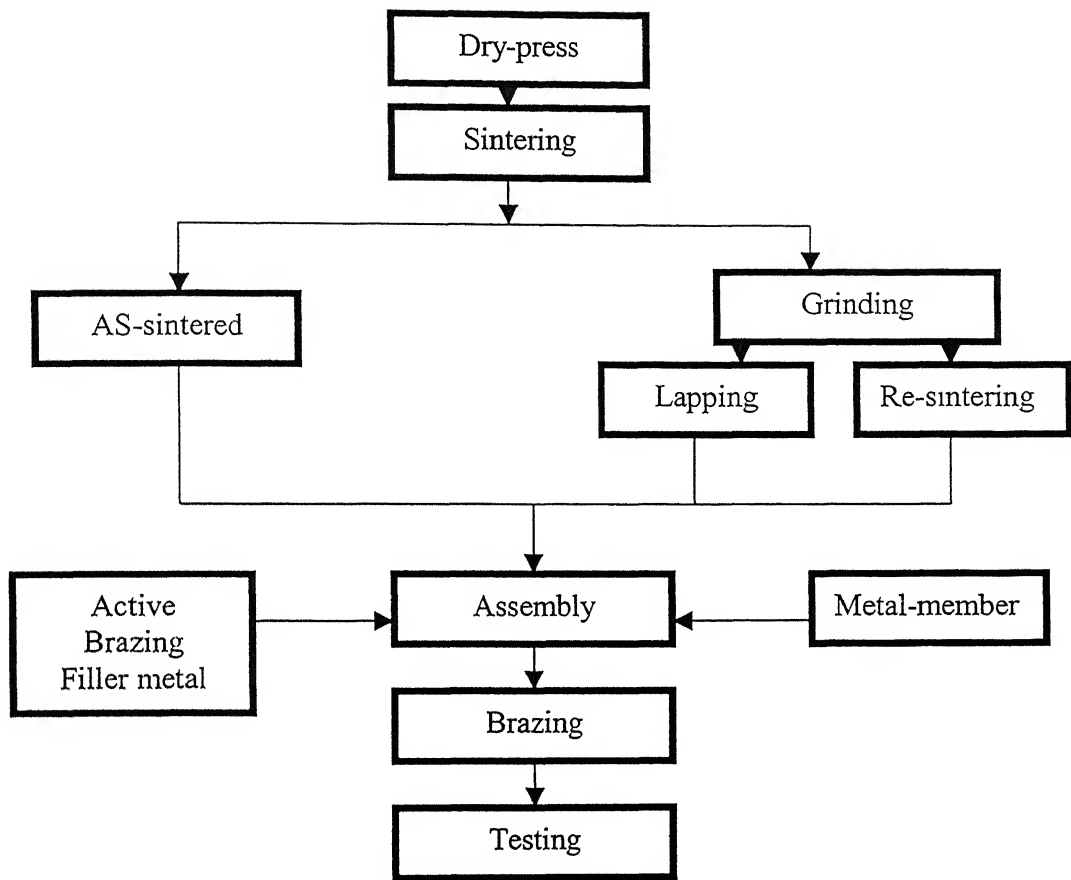 Dry-press
Sintering
AS-sintered
Grinding
Lapping
Re-sintering
Active
Brazing
Filler metal
Assembly
Metal-member
Brazing
Testing